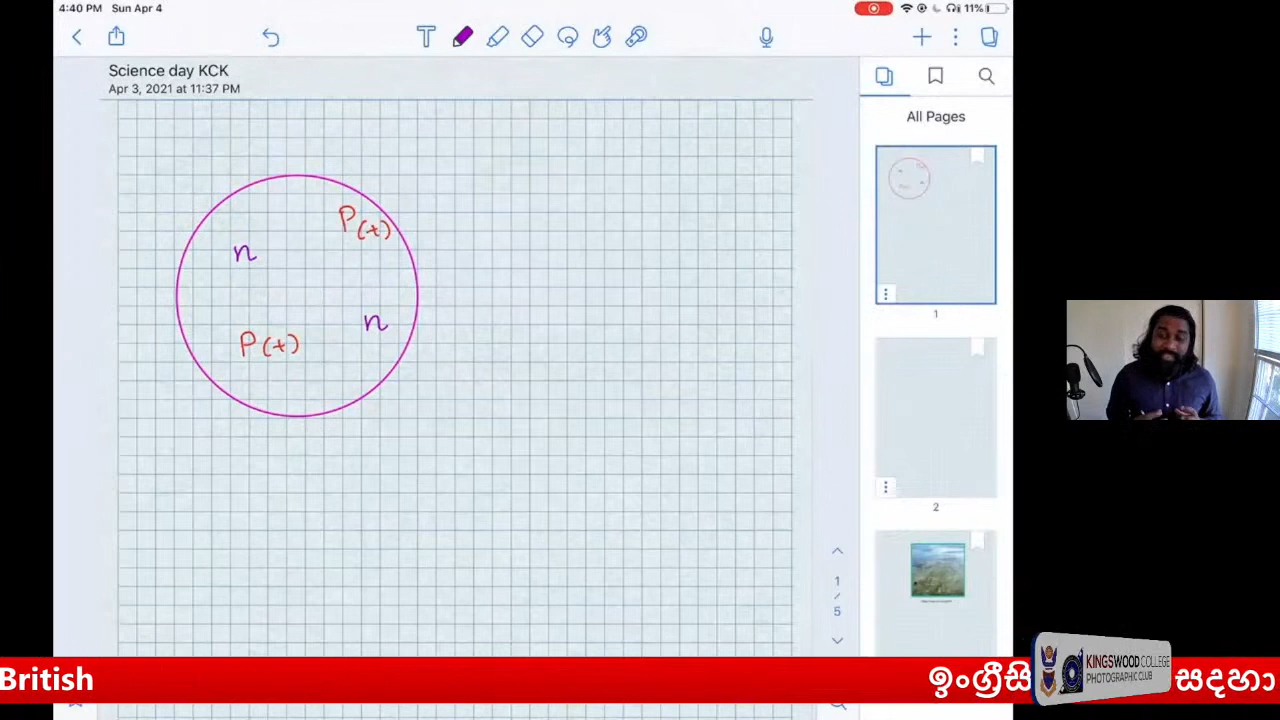 4:40 PM Sun Apr 4
11%
T
Science day KCK
Apr 3, 2021 at 11:37 PM
All Pages
P(+)
n
n
P(+)
1
2
1
/
5
British
ඉංග්‍රීසි
සදහා
KINGSWOOD COLLEGE
PHOTOGRAPHIC CLUB